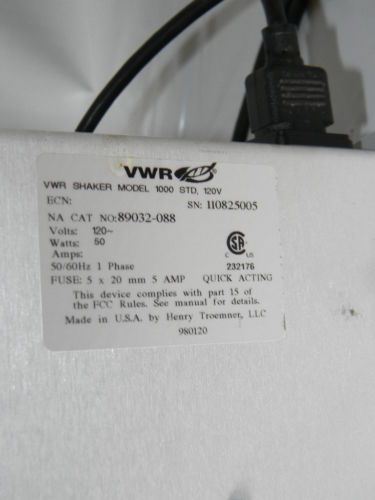 VWR
VWR SHAKER MODEL 1000 STD, 120V
ECN: SN: 110825005
NA CAT NO: 89032-088
Volts: 120~
Watts: 50
Amps:
50/60Hz 1 Phase
C US
232176
FUSE: 5 x 20 mm 5 AMP QUICK ACTING
This device complies with part 15 of
the FCC Rules. See manual for details.
Made in U.S.A. by Henry Troemner, LLC
980120